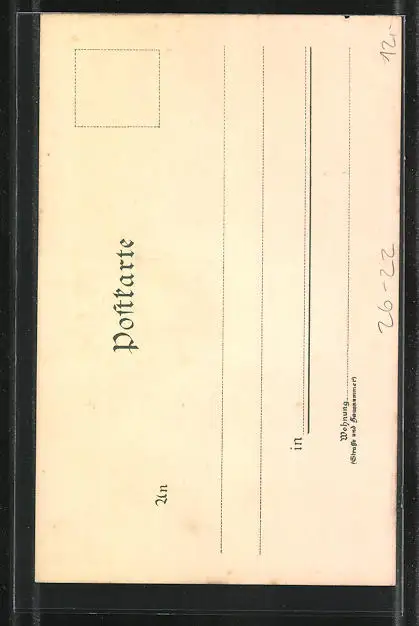 Postkarte
An
in
Wohnung
(Straße und Hausnummer)
12,-
26-22